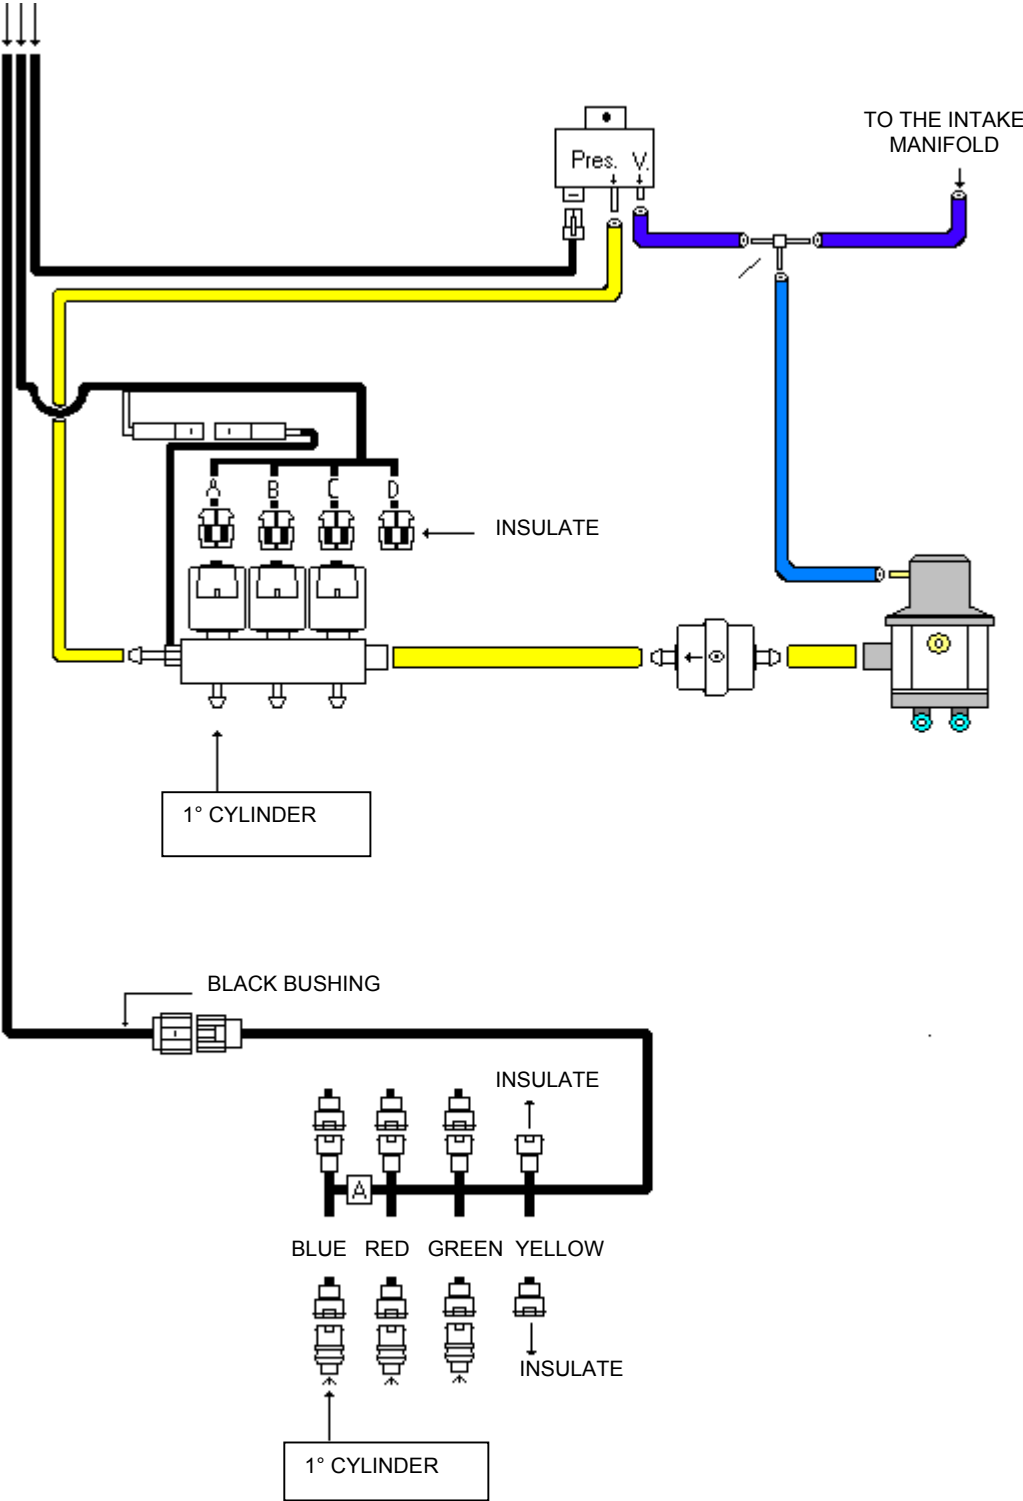 TO THE INTAKE
MANIFOLD
Pres. V.
A B C D
INSULATE
1° CYLINDER
BLACK BUSHING
INSULATE
A
BLUE RED GREEN YELLOW
INSULATE
1° CYLINDER